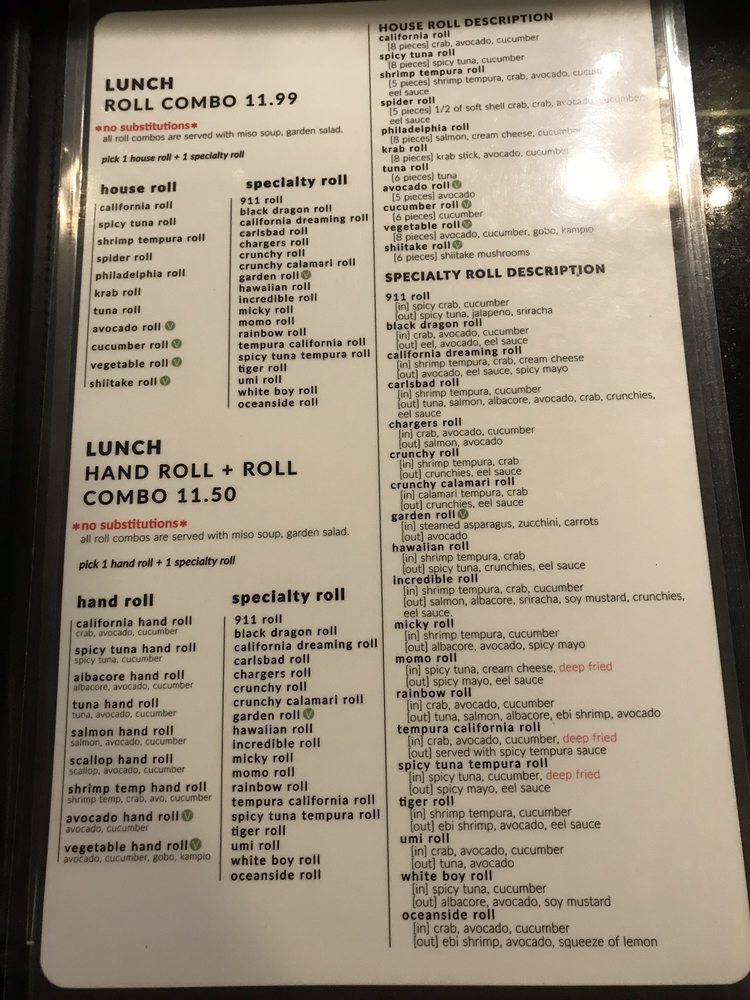 LUNCH
ROLL COMBO 11.99
*no substitutions*
all roll combos are served with miso soup, garden salad.
pick 1 house roll + 1 specialty roll
house roll
california roll
spicy tuna roll
shrimp tempura roll
spider roll
philadelphia roll
krab roll
tuna roll
avocado roll V
cucumber roll V
vegetable roll V
shiitake roll V
specialty roll
911 roll
black dragon roll
california dreaming roll
carlsbad roll
chargers roll
crunchy roll
crunchy calamari roll
garden roll V
hawaiian roll
incredible roll
micky roll
momo roll
rainbow roll
tempura california roll
spicy tuna tempura roll
tiger roll
umi roll
white boy roll
oceanside roll
LUNCH
HAND ROLL + ROLL
COMBO 11.50
*no substitutions*
all roll combos are served with miso soup, garden salad.
pick 1 hand roll + 1 specialty roll
hand roll
california hand roll
crab, avocado, cucumber
spicy tuna hand roll
spicy tuna, cucumber
albacore hand roll
albacore, avocado, cucumber
tuna hand roll
tuna, avocado, cucumber
salmon hand roll
salmon, avocado, cucumber
scallop hand roll
scallop, avocado, cucumber
shrimp temp hand roll
shrimp temp, crab, avo, cucumber
avocado hand roll V
avocado, cucumber
vegetable hand roll V
avocado, cucumber, gobo, kampio
specialty roll
911 roll
black dragon roll
california dreaming roll
carlsbad roll
chargers roll
crunchy roll
crunchy calamari roll
garden roll V
hawaiian roll
incredible roll
micky roll
momo roll
rainbow roll
tempura california roll
spicy tuna tempura roll
tiger roll
umi roll
white boy roll
oceanside roll
HOUSE ROLL DESCRIPTION
california roll
[8 pieces] crab, avocado, cucumber
spicy tuna roll
[8 pieces] spicy tuna, cucumber
shrimp tempura roll
[5 pieces] shrimp tempura, crab, avocado,
eel sauce
spider roll
[5 pieces] 1/2 of soft shell crab, crab, avocado, cucumber,
eel sauce
philadelphia roll
[8 pieces] salmon, cream cheese, cucumber
krab roll
[8 pieces] krab stick, avocado, cucumber
tuna roll
[6 pieces] tuna
avocado roll V
[5 pieces] avocado
cucumber roll V
[6 pieces] cucumber
vegetable roll V
[8 pieces] avocado, cucumber, gobo, kampio
shiitake roll V
[6 pieces] shiitake mushrooms
SPECIALTY ROLL DESCRIPTION
911 roll
[in] spicy crab, cucumber
[out] spicy tuna, jalapeno, sriracha
black dragon roll
[in] crab, avocado, cucumber
[out] eel, avocado, eel sauce
california dreaming roll
[in] shrimp tempura, crab, cream cheese
[out] avocado, eel sauce, spicy mayo
carlsbad roll
[in] shrimp tempura, cucumber
[out] tuna, salmon, albacore, avocado, crab, crunchies,
eel sauce
chargers roll
[in] crab, avocado, cucumber
[out] salmon, avocado
crunchy roll
[in] shrimp tempura, crab
[out] crunchies, eel sauce
crunchy calamari roll
[in] calamari tempura, crab
[out] crunchies, eel sauce
garden roll V
[in] steamed asparagus, zucchini, carrots
[out] avocado
hawaiian roll
[in] shrimp tempura, crab
[out] spicy tuna, crunchies, eel sauce
incredible roll
[in] shrimp tempura, crab, cucumber
[out] salmon, albacore, sriracha, soy mustard, crunchies,
eel sauce.
micky roll
[in] shrimp tempura, cucumber
[out] albacore, avocado, spicy mayo
momo roll
[in] spicy tuna, cream cheese, deep fried
[out] spicy mayo, eel sauce
rainbow roll
[in] crab, avocado, cucumber
[out] tuna, salmon, albacore, ebi shrimp, avocado
tempura california roll
[in] crab, avocado, cucumber, deep fried
[out] served with spicy tempura sauce
spicy tuna tempura roll
[in] spicy tuna, cucumber, deep fried
[out] spicy mayo, eel sauce
tiger roll
[in] shrimp tempura, cucumber
[out] ebi shrimp, avocado, eel sauce
umi roll
[in] crab, avocado, cucumber
[out] tuna, avocado
white boy roll
[in] spicy tuna, cucumber
[out] albacore, avocado, soy mustard
oceanside roll
[in] crab, avocado, cucumber
[out] ebi shrimp, avocado, squeeze of lemon